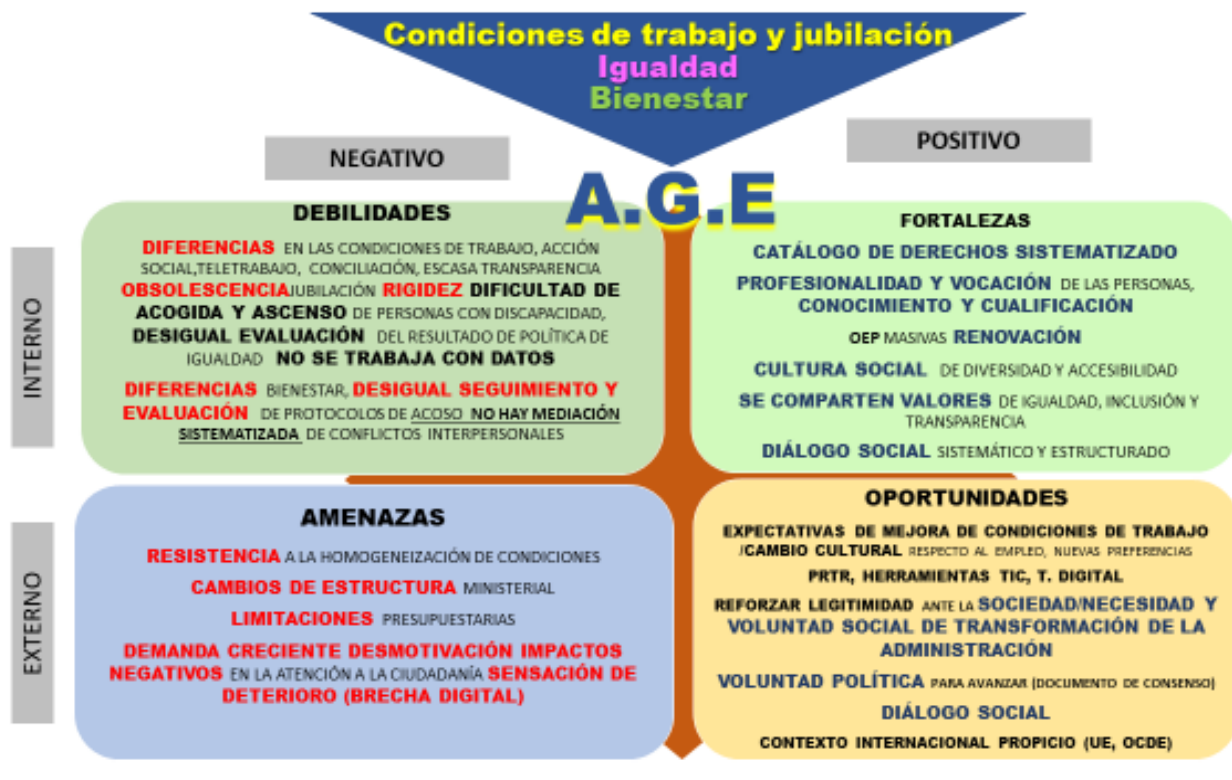 Condiciones de trabajo y jubilación
Igualdad
Bienestar
NEGATIVO
POSITIVO
A.G.E
INTERNO
DEBILIDADES
DIFERENCIAS EN LAS CONDICIONES DE TRABAJO, ACCIÓN
SOCIAL,TELETRABAJO, CONCILIACIÓN, ESCASA TRANSPARENCIA
OBSOLESCENCIAJUBILACIÓN RIGIDEZ DIFICULTAD DE
ACOGIDA Y ASCENSO DE PERSONAS CON DISCAPACIDAD,
DESIGUAL EVALUACIÓN DEL RESULTADO DE POLÍTICA DE
IGUALDAD NO SE TRABAJA CON DATOS
DIFERENCIAS BIENESTAR, DESIGUAL SEGUIMIENTO Y
EVALUACIÓN DE PROTOCOLOS DE ACOSO NO HAY MEDIACIÓN
SISTEMATIZADA DE CONFLICTOS INTERPERSONALES
FORTALEZAS
CATÁLOGO DE DERECHOS SISTEMATIZADO
PROFESIONALIDAD Y VOCACIÓN DE LAS PERSONAS,
CONOCIMIENTO Y CUALIFICACIÓN
OEP MASIVAS RENOVACIÓN
CULTURA SOCIAL DE DIVERSIDAD Y ACCESIBILIDAD
SE COMPARTEN VALORES DE IGUALDAD, INCLUSIÓN Y
TRANSPARENCIA
DIÁLOGO SOCIAL SISTEMÁTICO Y ESTRUCTURADO
EXTERNO
AMENAZAS
RESISTENCIA A LA HOMOGENEIZACIÓN DE CONDICIONES
CAMBIOS DE ESTRUCTURA MINISTERIAL
LIMITACIONES PRESUPUESTARIAS
DEMANDA CRECIENTE DESMOTIVACIÓN IMPACTOS
NEGATIVOS EN LA ATENCIÓN A LA CIUDADANÍA SENSACIÓN DE
DETERIORO (BRECHA DIGITAL)
OPORTUNIDADES
EXPECTATIVAS DE MEJORA DE CONDICIONES DE TRABAJO
/CAMBIO CULTURAL RESPECTO AL EMPLEO, NUEVAS PREFERENCIAS
PRTR, HERRAMIENTAS TIC, T. DIGITAL
REFORZAR LEGITIMIDAD ANTE LA SOCIEDAD/NECESIDAD Y
VOLUNTAD SOCIAL DE TRANSFORMACIÓN DE LA
ADMINISTRACIÓN
VOLUNTAD POLÍTICA PARA AVANZAR (DOCUMENTO DE CONSENSO)
DIÁLOGO SOCIAL
CONTEXTO INTERNACIONAL PROPICIO (UE, OCDE)